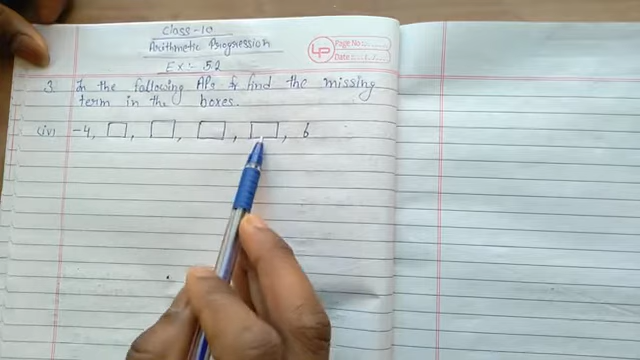 Class-10
Arithmetic Progression
Ex:- 5.2
LP
Page No:
Date: / /
3 In the following APs find the missing
term in the boxes.
(iv) -4, □, □, □, □, 6